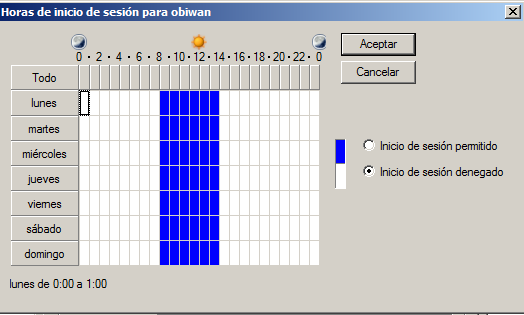 Horas de inicio de sesión para obiwan
0 · 2 · 4 · 6 · 8 · 10 · 12 · 14 · 16 · 18 · 20 · 22 · 0
Aceptar
Cancelar
Todo
lunes
martes
miércoles
jueves
viernes
sábado
domingo
Inicio de sesión permitido
Inicio de sesión denegado
lunes de 0:00 a 1:00